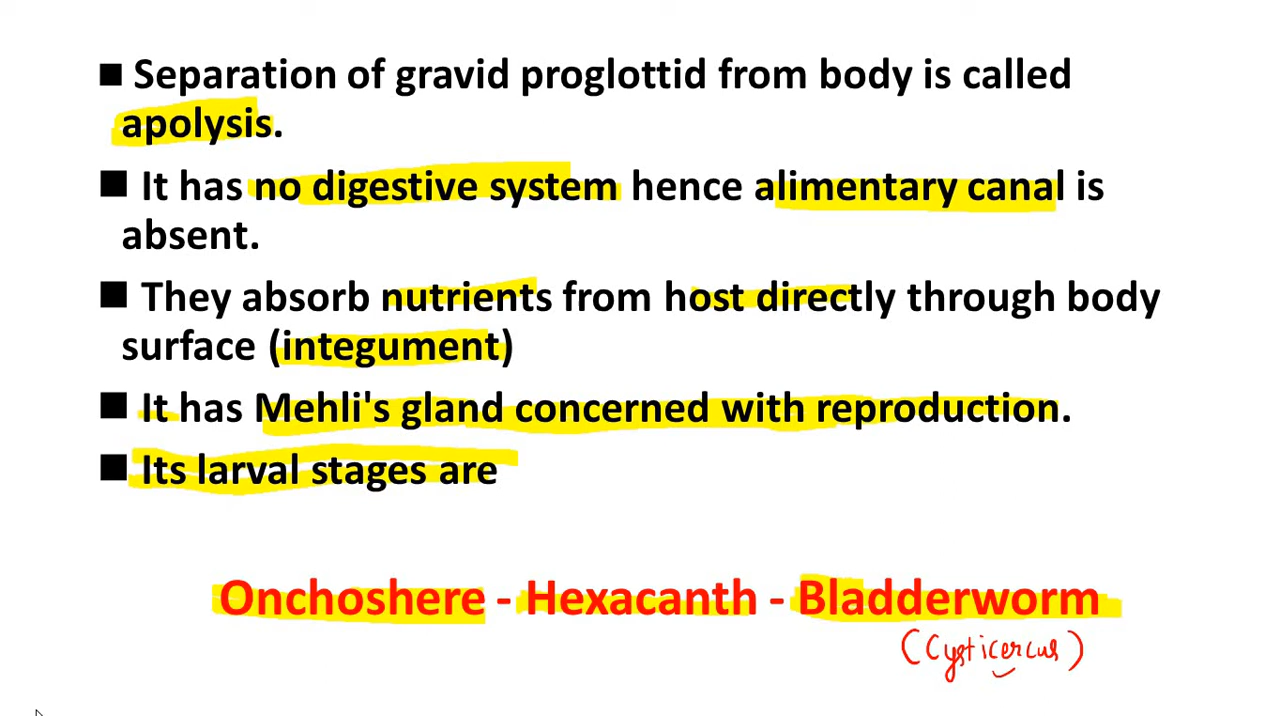 ■ Separation of gravid proglottid from body is called
apolysis.
■ It has no digestive system hence alimentary canal is
absent.
■ They absorb nutrients from host directly through body
surface (integument)
■ It has Mehli's gland concerned with reproduction.
■ Its larval stages are
Onchoshere - Hexacanth - Bladderworm
(Cysticercus)